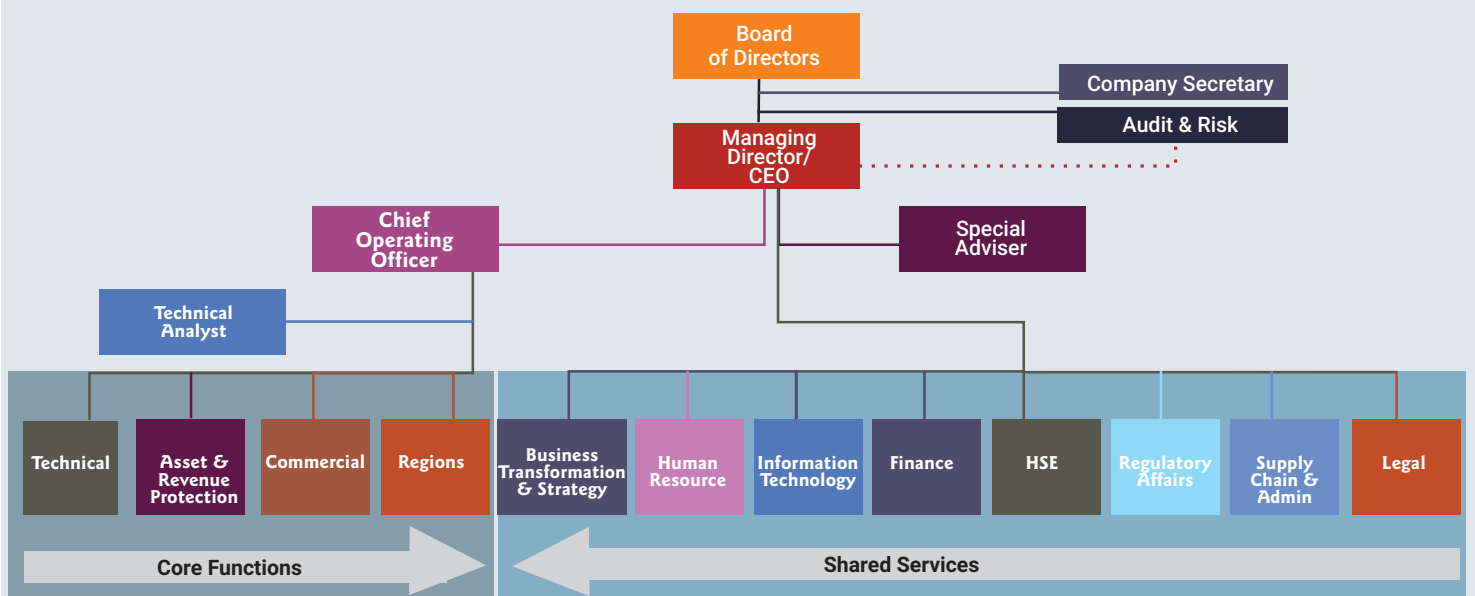 Board
of Directors
Company Secretary
Audit & Risk
Managing
Director/
CEO
Chief
Operating
Officer
Special
Adviser
Technical
Analyst
Technical
Asset &
Revenue
Protection
Commercial
Regions
Business
Transformation
& Strategy
Human
Resource
Information
Technology
Finance
HSE
Regulatory
Affairs
Supply
Chain &
Admin
Legal
Core Functions
Shared Services